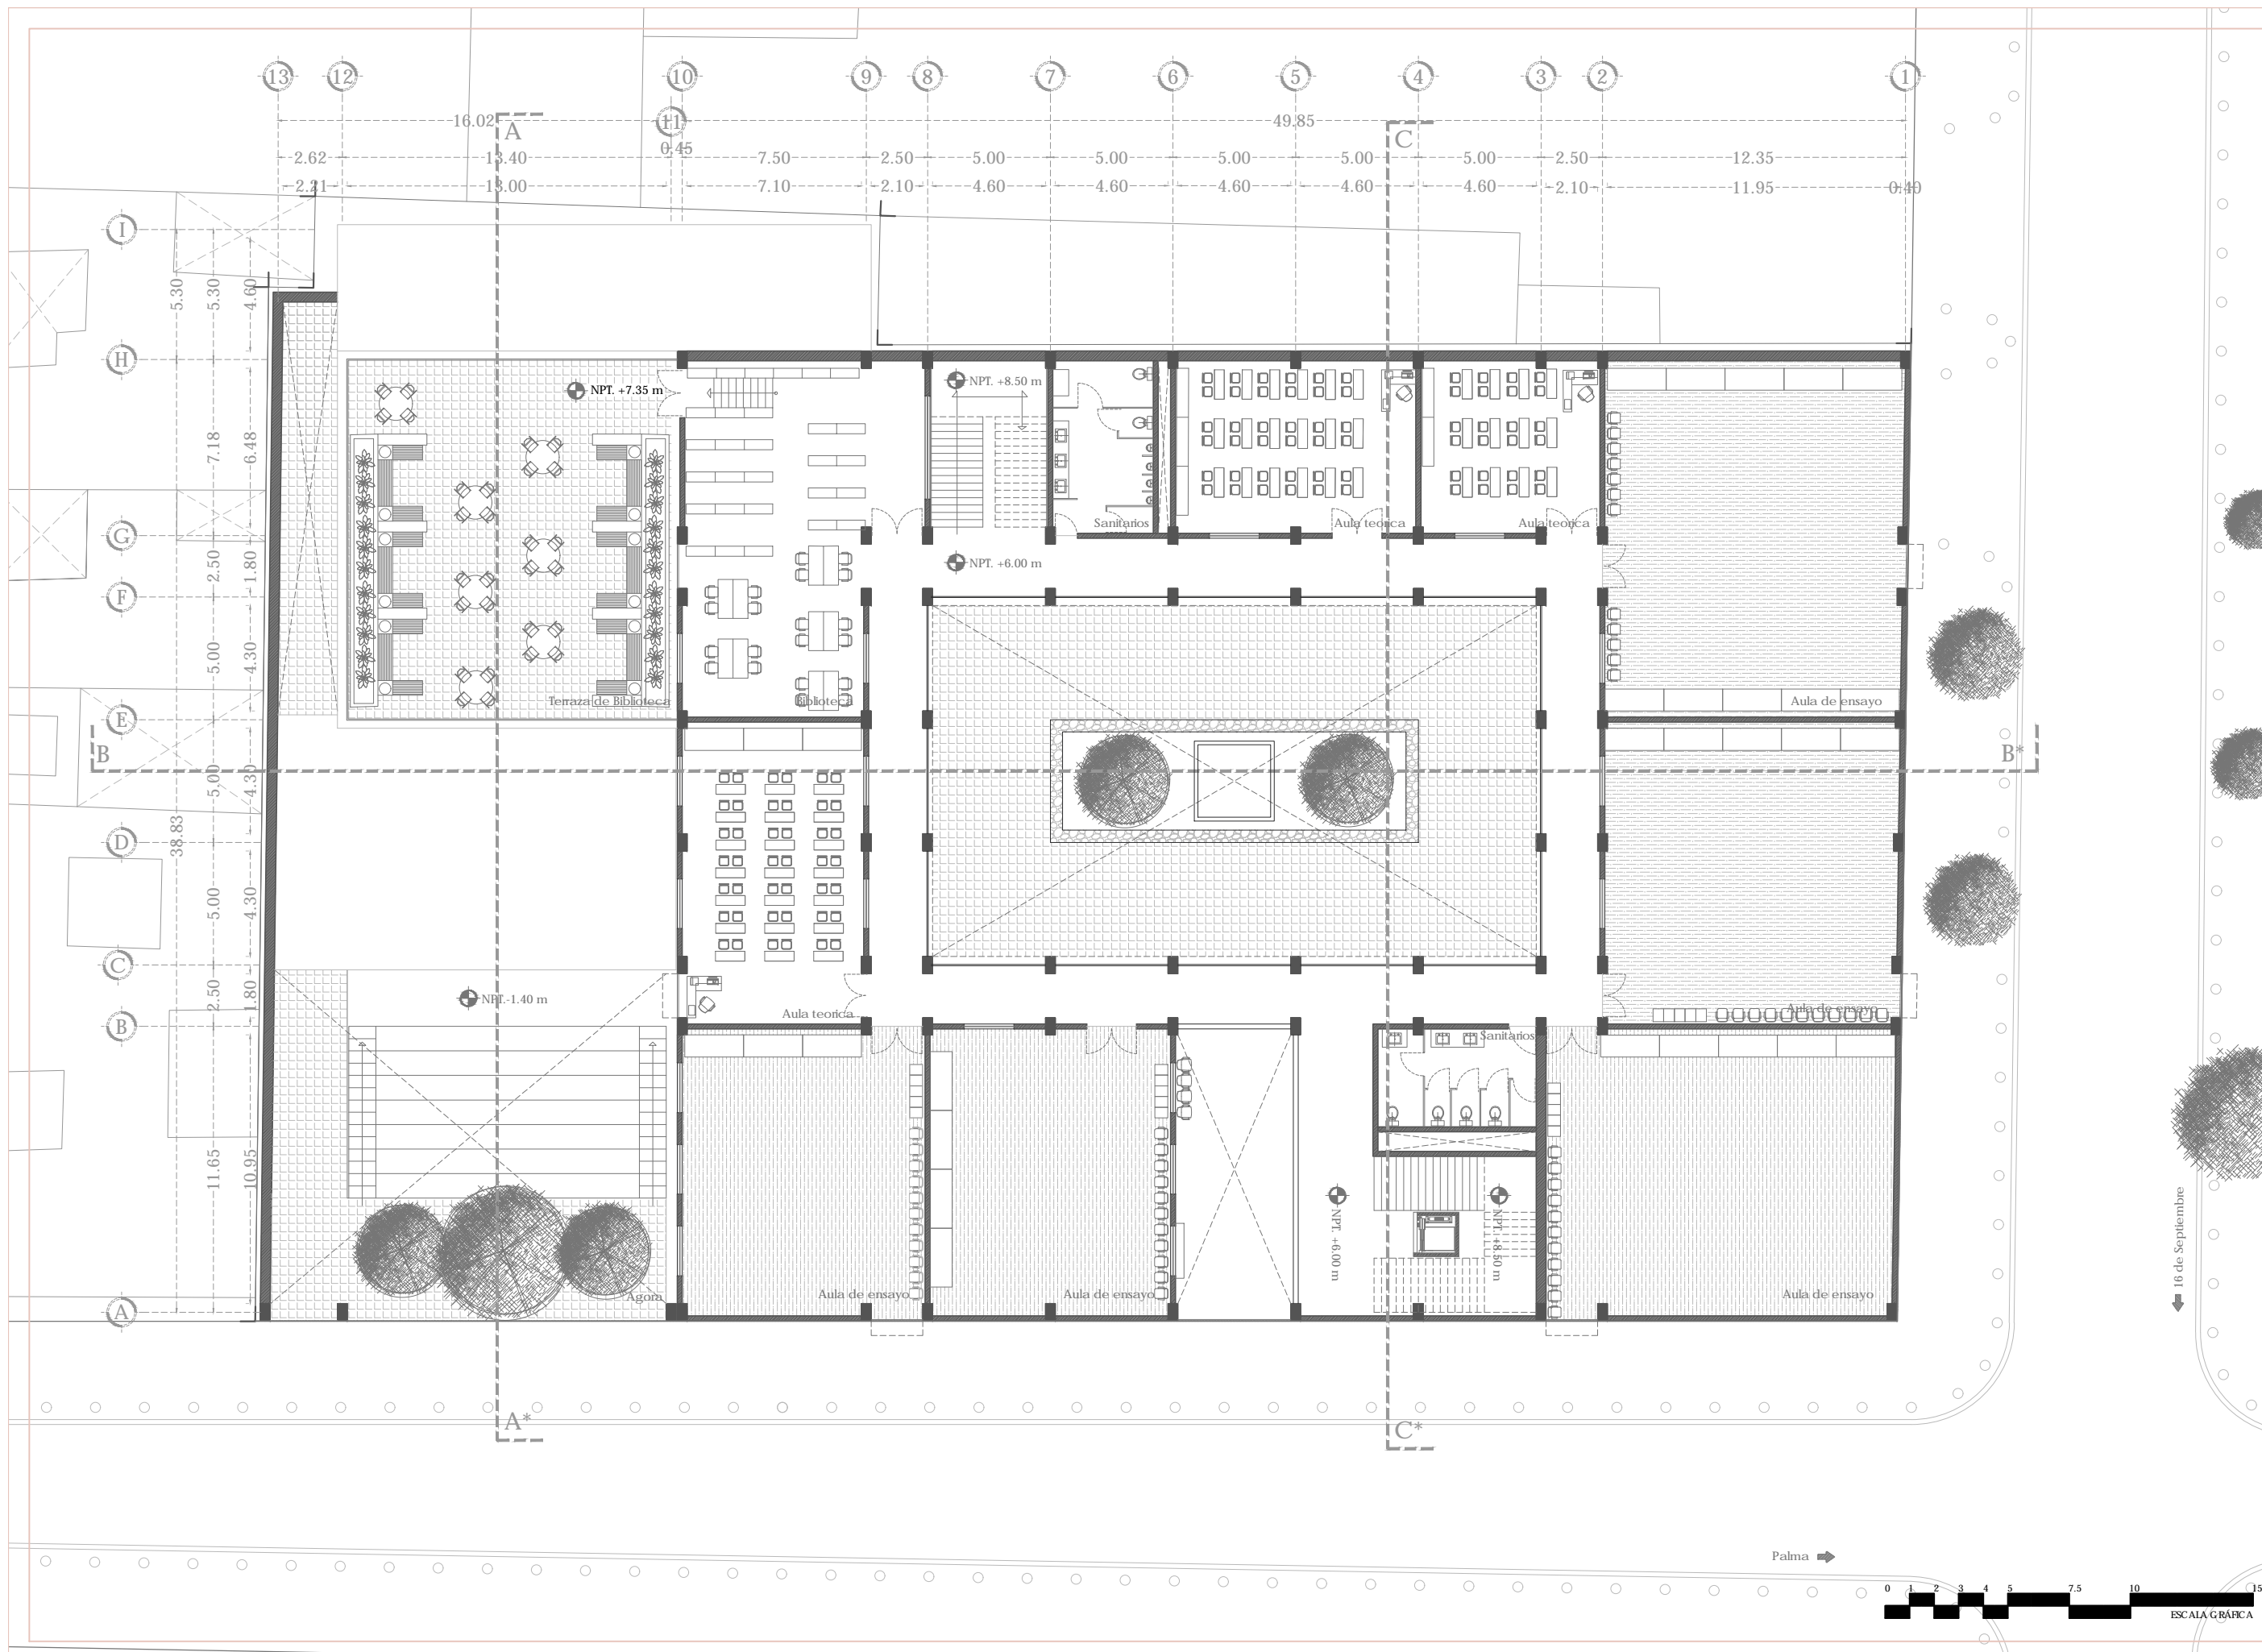 13 12 10 9 8 7 6 5 4 3 2 1
11
16.02 49.85
A
C
0.45
2.62 13.40 7.50 2.50 5.00 5.00 5.00 5.00 5.00 2.50 12.35
2.21 13.00 7.10 2.10 4.60 4.60 4.60 4.60 4.60 2.10 11.95 0.40
I
5.30 5.30 4.60
H
7.18 6.48
G
2.50 1.80
F
5.00 4.30
E
5.00 4.30
38.83
D
5.00 4.30
C
2.50 1.80
B
11.65 10.95
A
NPT. +7.35 m
NPT. +8.50 m
Sanitarios
Aula teorica
Aula teorica
NPT. +6.00 m
Terraza de Biblioteca
Biblioteca
Aula de ensayo
B
B*
NPT.-1.40 m
Aula teorica
Aula de ensayo
Sanitarios
NPT. +6.00 m
NPT. +8.50 m
Agora
Aula de ensayo
Aula de ensayo
Aula de ensayo
16 de Septiembre
A*
C*
Palma
0 1 2 3 4 5 7.5 10 15
ESCALA GRÁFICA